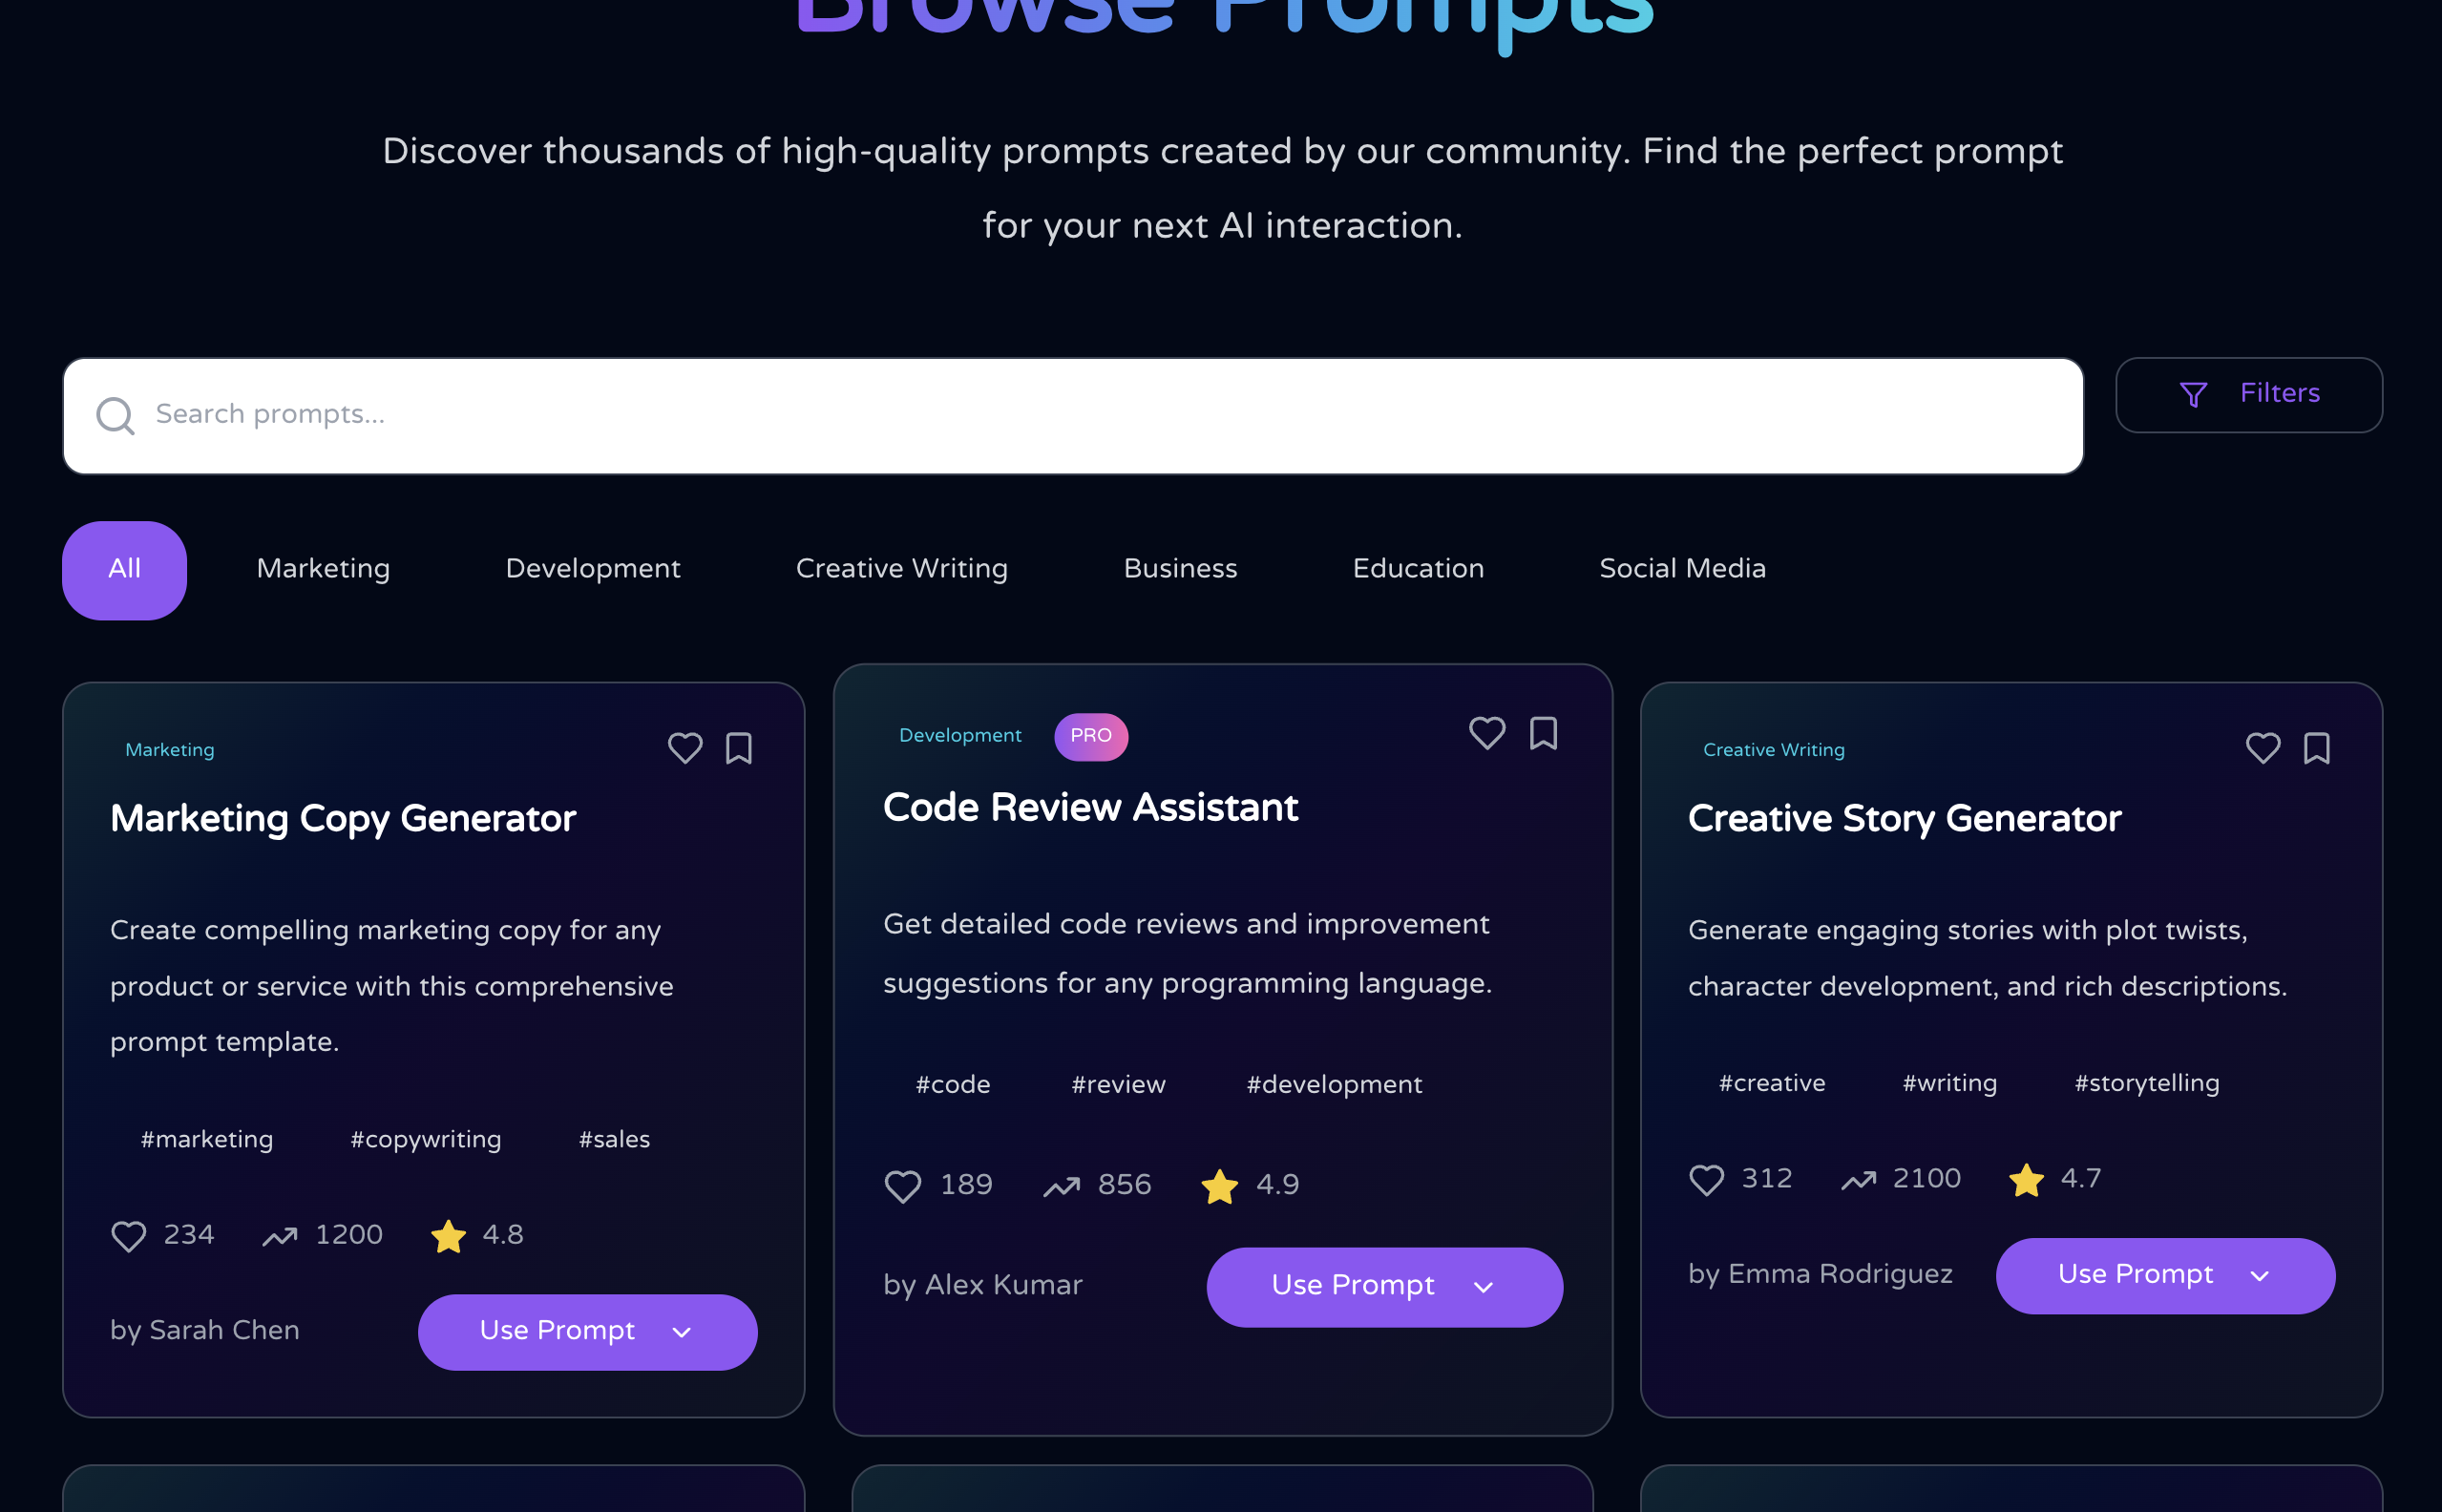 Browse Prompts
Discover thousands of high-quality prompts created by our community. Find the perfect prompt
for your next AI interaction.
Search prompts...
Filters
All
Marketing
Development
Creative Writing
Business
Education
Social Media
Marketing
Marketing Copy Generator
Create compelling marketing copy for any
product or service with this comprehensive
prompt template.
#marketing #copywriting #sales
234 1200 4.8
by Sarah Chen
Use Prompt
Development
PRO
Code Review Assistant
Get detailed code reviews and improvement
suggestions for any programming language.
#code #review #development
189 856 4.9
by Alex Kumar
Use Prompt
Creative Writing
Creative Story Generator
Generate engaging stories with plot twists,
character development, and rich descriptions.
#creative #writing #storytelling
312 2100 4.7
by Emma Rodriguez
Use Prompt